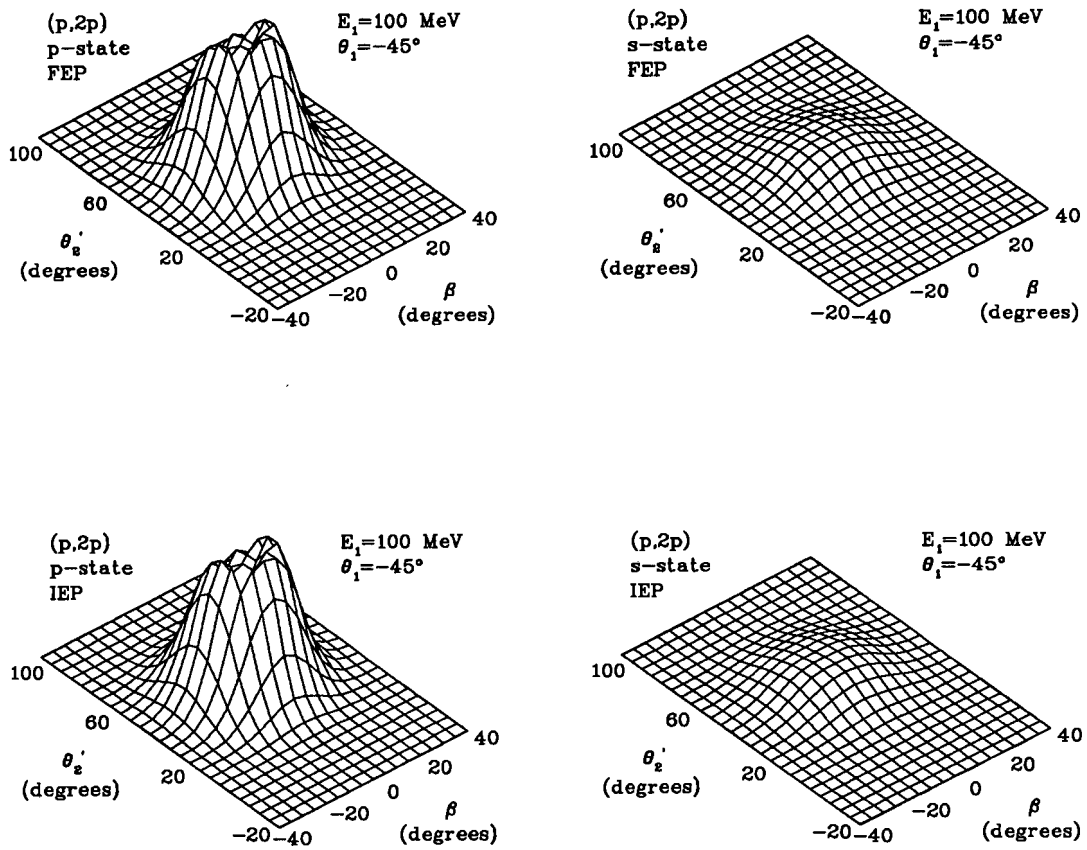 (p,2p)
p-state
FEP
E₁=100 MeV
θ₁=−45°
100
60
20
−20
θ₂'
(degrees)
−40
−20
0
20
40
β
(degrees)
(p,2p)
s-state
FEP
E₁=100 MeV
θ₁=−45°
100
60
20
−20
θ₂'
(degrees)
−40
−20
0
20
40
β
(degrees)
(p,2p)
p-state
IEP
E₁=100 MeV
θ₁=−45°
100
60
20
−20
θ₂'
(degrees)
−40
−20
0
20
40
β
(degrees)
(p,2p)
s-state
IEP
E₁=100 MeV
θ₁=−45°
100
60
20
−20
θ₂'
(degrees)
−40
−20
0
20
40
β
(degrees)